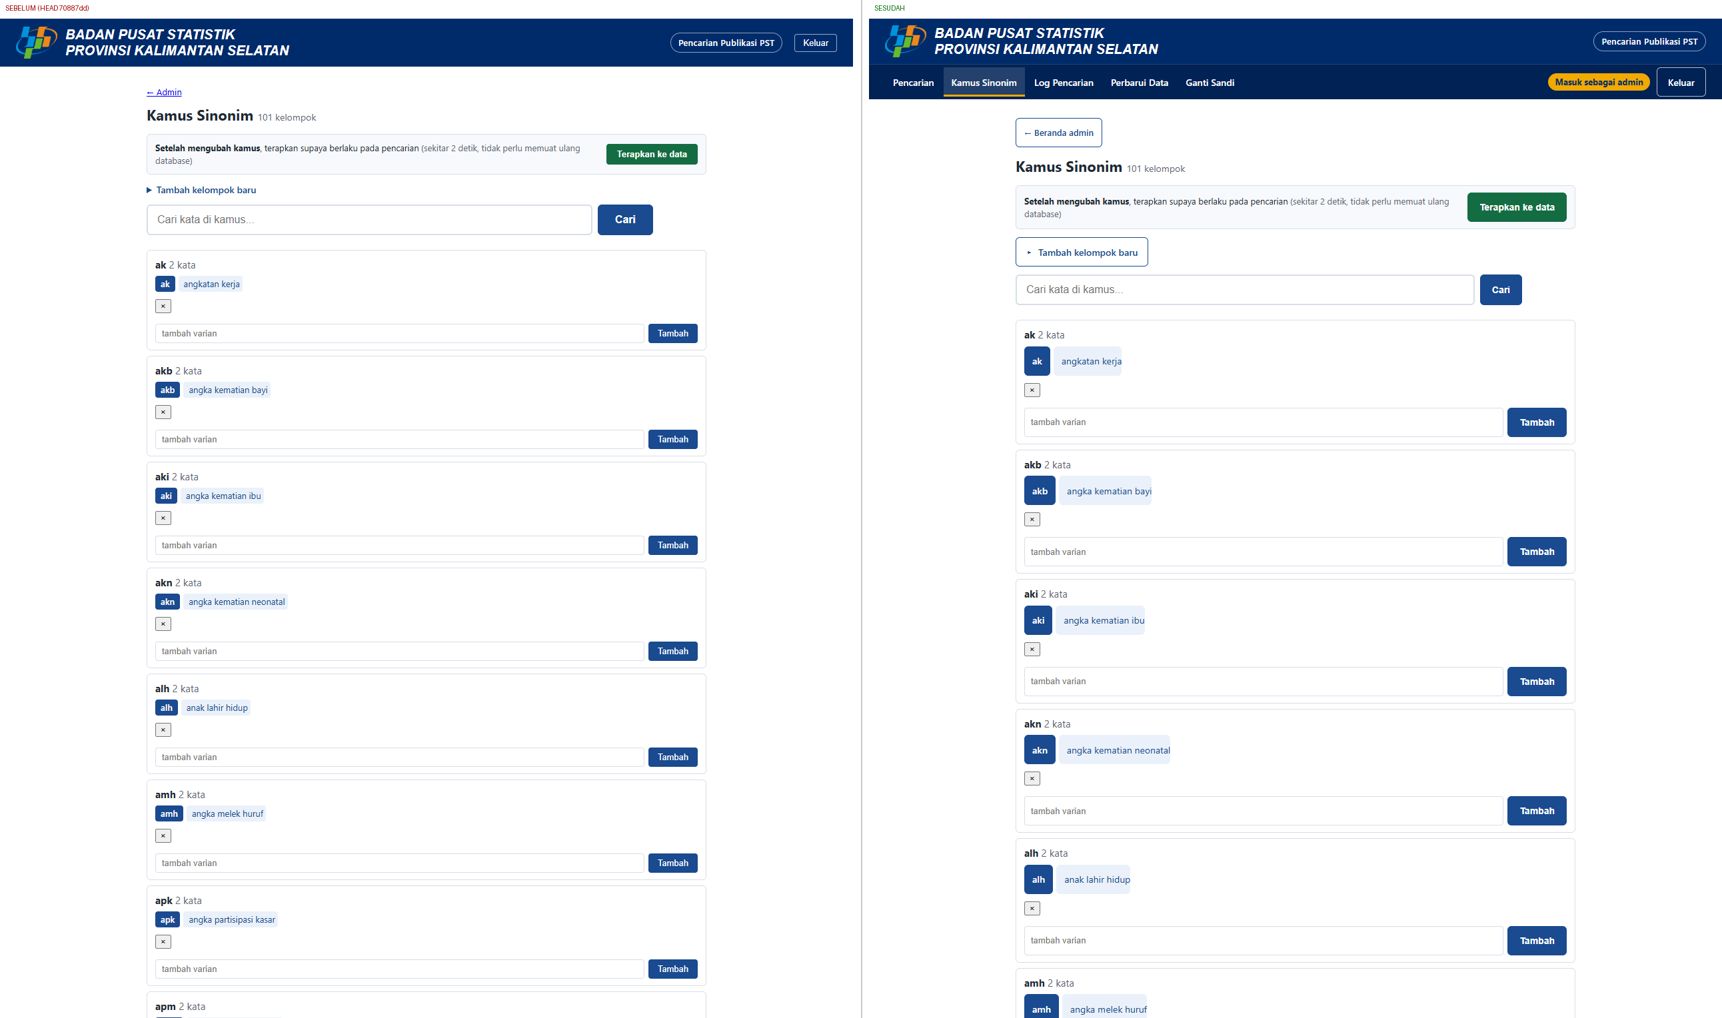 SEBELUM (HEAD 70887dd)
BADAN PUSAT STATISTIK
PROVINSI KALIMANTAN SELATAN
Pencarian Publikasi PST
Keluar
← Admin
Kamus Sinonim 101 kelompok
Setelah mengubah kamus, terapkan supaya berlaku pada pencarian (sekitar 2 detik, tidak perlu memuat ulang
database)
Terapkan ke data
▶ Tambah kelompok baru
Cari kata di kamus...
Cari
ak 2 kata
ak angkatan kerja
×
tambah varian
Tambah
akb 2 kata
akb angka kematian bayi
×
tambah varian
Tambah
aki 2 kata
aki angka kematian ibu
×
tambah varian
Tambah
akn 2 kata
akn angka kematian neonatal
×
tambah varian
Tambah
alh 2 kata
alh anak lahir hidup
×
tambah varian
Tambah
amh 2 kata
amh angka melek huruf
×
tambah varian
Tambah
apk 2 kata
apk angka partisipasi kasar
×
tambah varian
Tambah
apm 2 kata
SESUDAH
BADAN PUSAT STATISTIK
PROVINSI KALIMANTAN SELATAN
Pencarian Publikasi PST
Pencarian Kamus Sinonim Log Pencarian Perbarui Data Ganti Sandi
Masuk sebagai admin
Keluar
← Beranda admin
Kamus Sinonim 101 kelompok
Setelah mengubah kamus, terapkan supaya berlaku pada pencarian (sekitar 2 detik, tidak perlu memuat ulang
database)
Terapkan ke data
▸ Tambah kelompok baru
Cari kata di kamus...
Cari
ak 2 kata
ak angkatan kerja
×
tambah varian
Tambah
akb 2 kata
akb angka kematian bayi
×
tambah varian
Tambah
aki 2 kata
aki angka kematian ibu
×
tambah varian
Tambah
akn 2 kata
akn angka kematian neonatal
×
tambah varian
Tambah
alh 2 kata
alh anak lahir hidup
×
tambah varian
Tambah
amh 2 kata
amh angka melek huruf